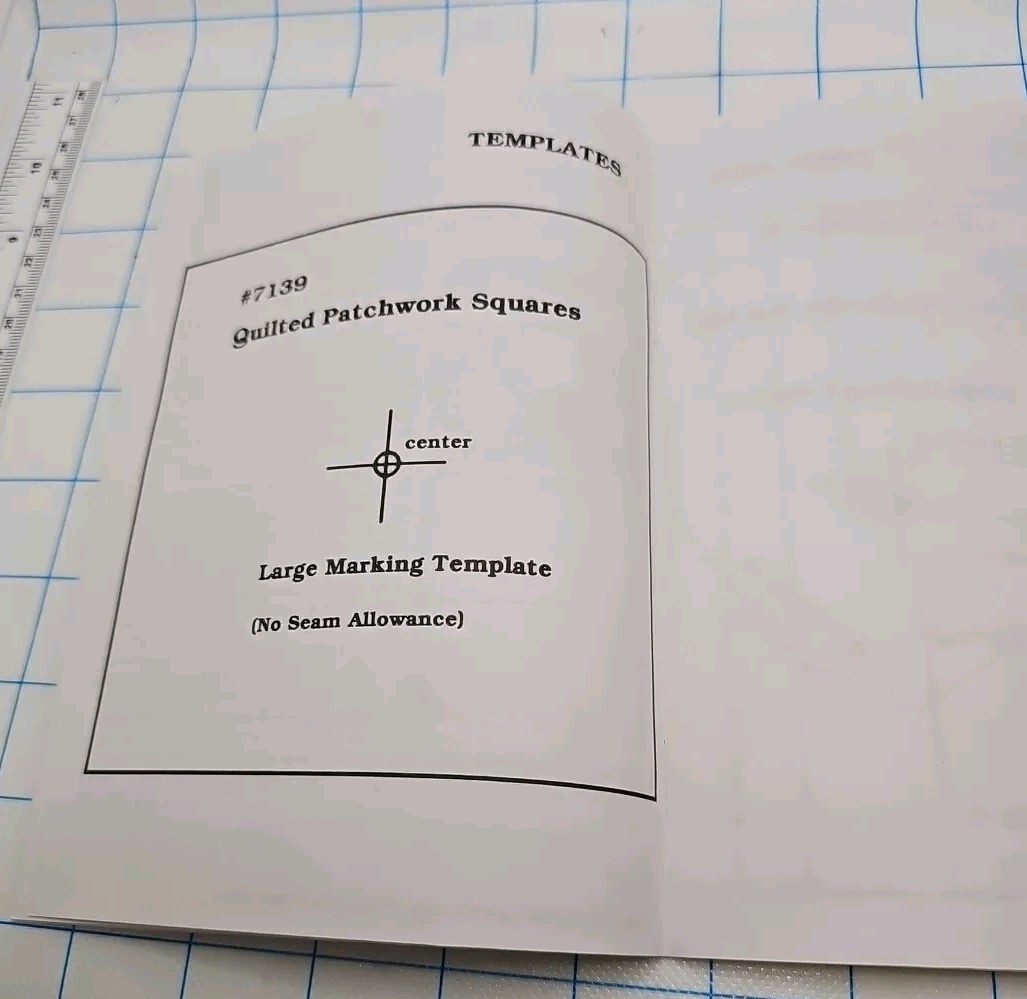 TEMPLATES
#7139
Quilted Patchwork Squares
center
Large Marking Template
(No Seam Allowance)